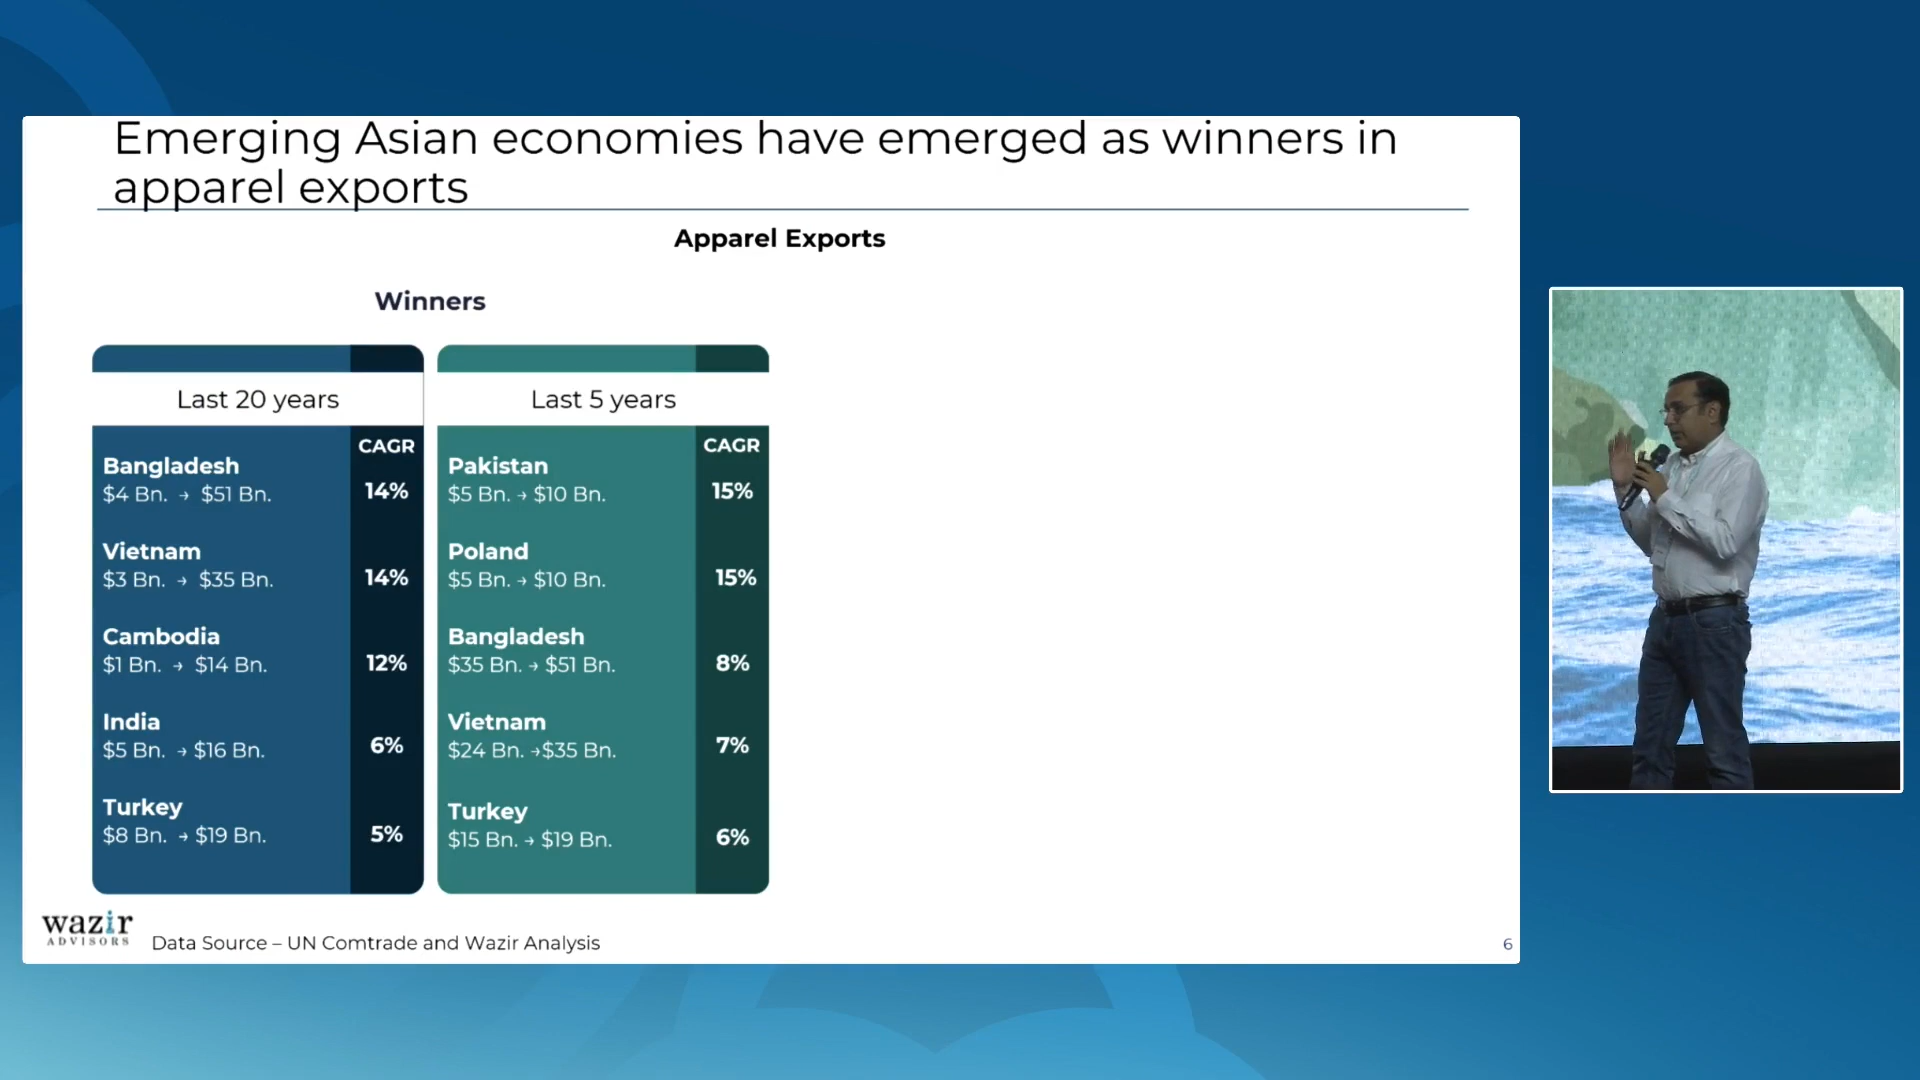 Emerging Asian economies have emerged as winners in
apparel exports
Apparel Exports
Winners
Last 20 years
CAGR
Bangladesh
$4 Bn. → $51 Bn.
14%
Vietnam
$3 Bn. → $35 Bn.
14%
Cambodia
$1 Bn. → $14 Bn.
12%
India
$5 Bn. → $16 Bn.
6%
Turkey
$8 Bn. → $19 Bn.
5%
Last 5 years
CAGR
Pakistan
$5 Bn. → $10 Bn.
15%
Poland
$5 Bn. → $10 Bn.
15%
Bangladesh
$35 Bn. → $51 Bn.
8%
Vietnam
$24 Bn. →$35 Bn.
7%
Turkey
$15 Bn. → $19 Bn.
6%
wazir
ADVISORS
Data Source – UN Comtrade and Wazir Analysis
6